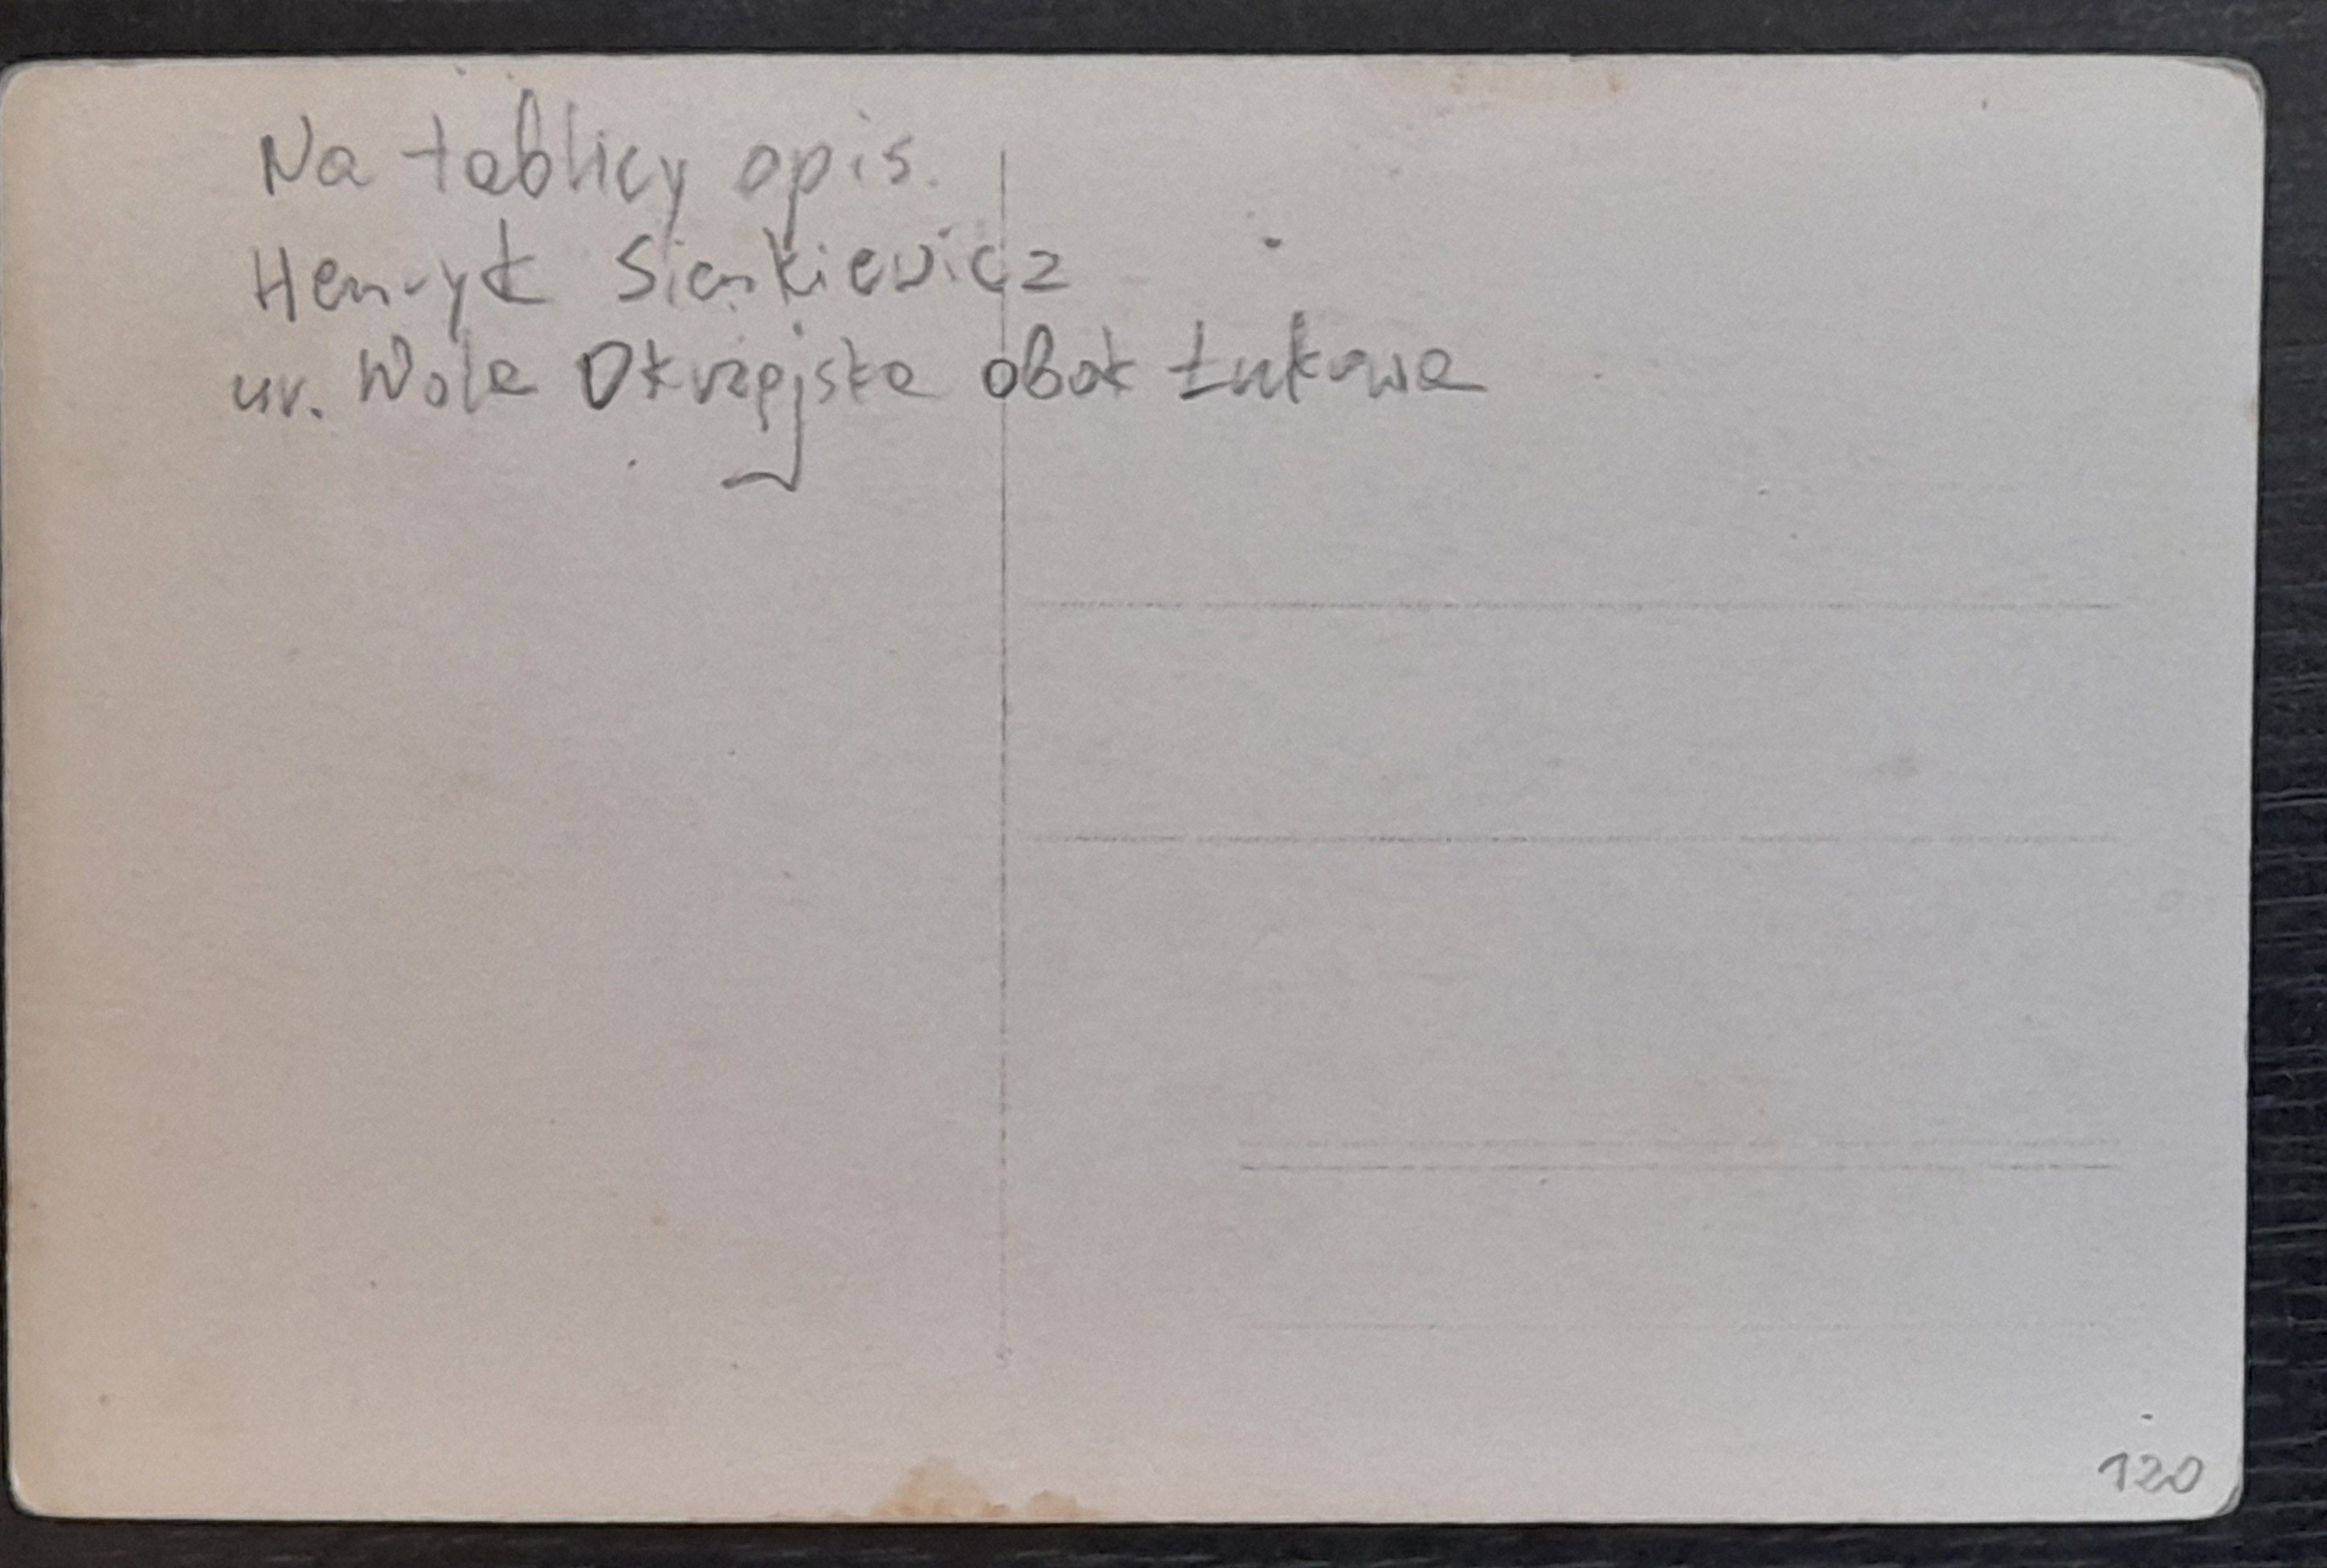 Na tablicy opis.
Henryk Sienkiewicz
ur. Wola Okrzejska obok Łukowa
120